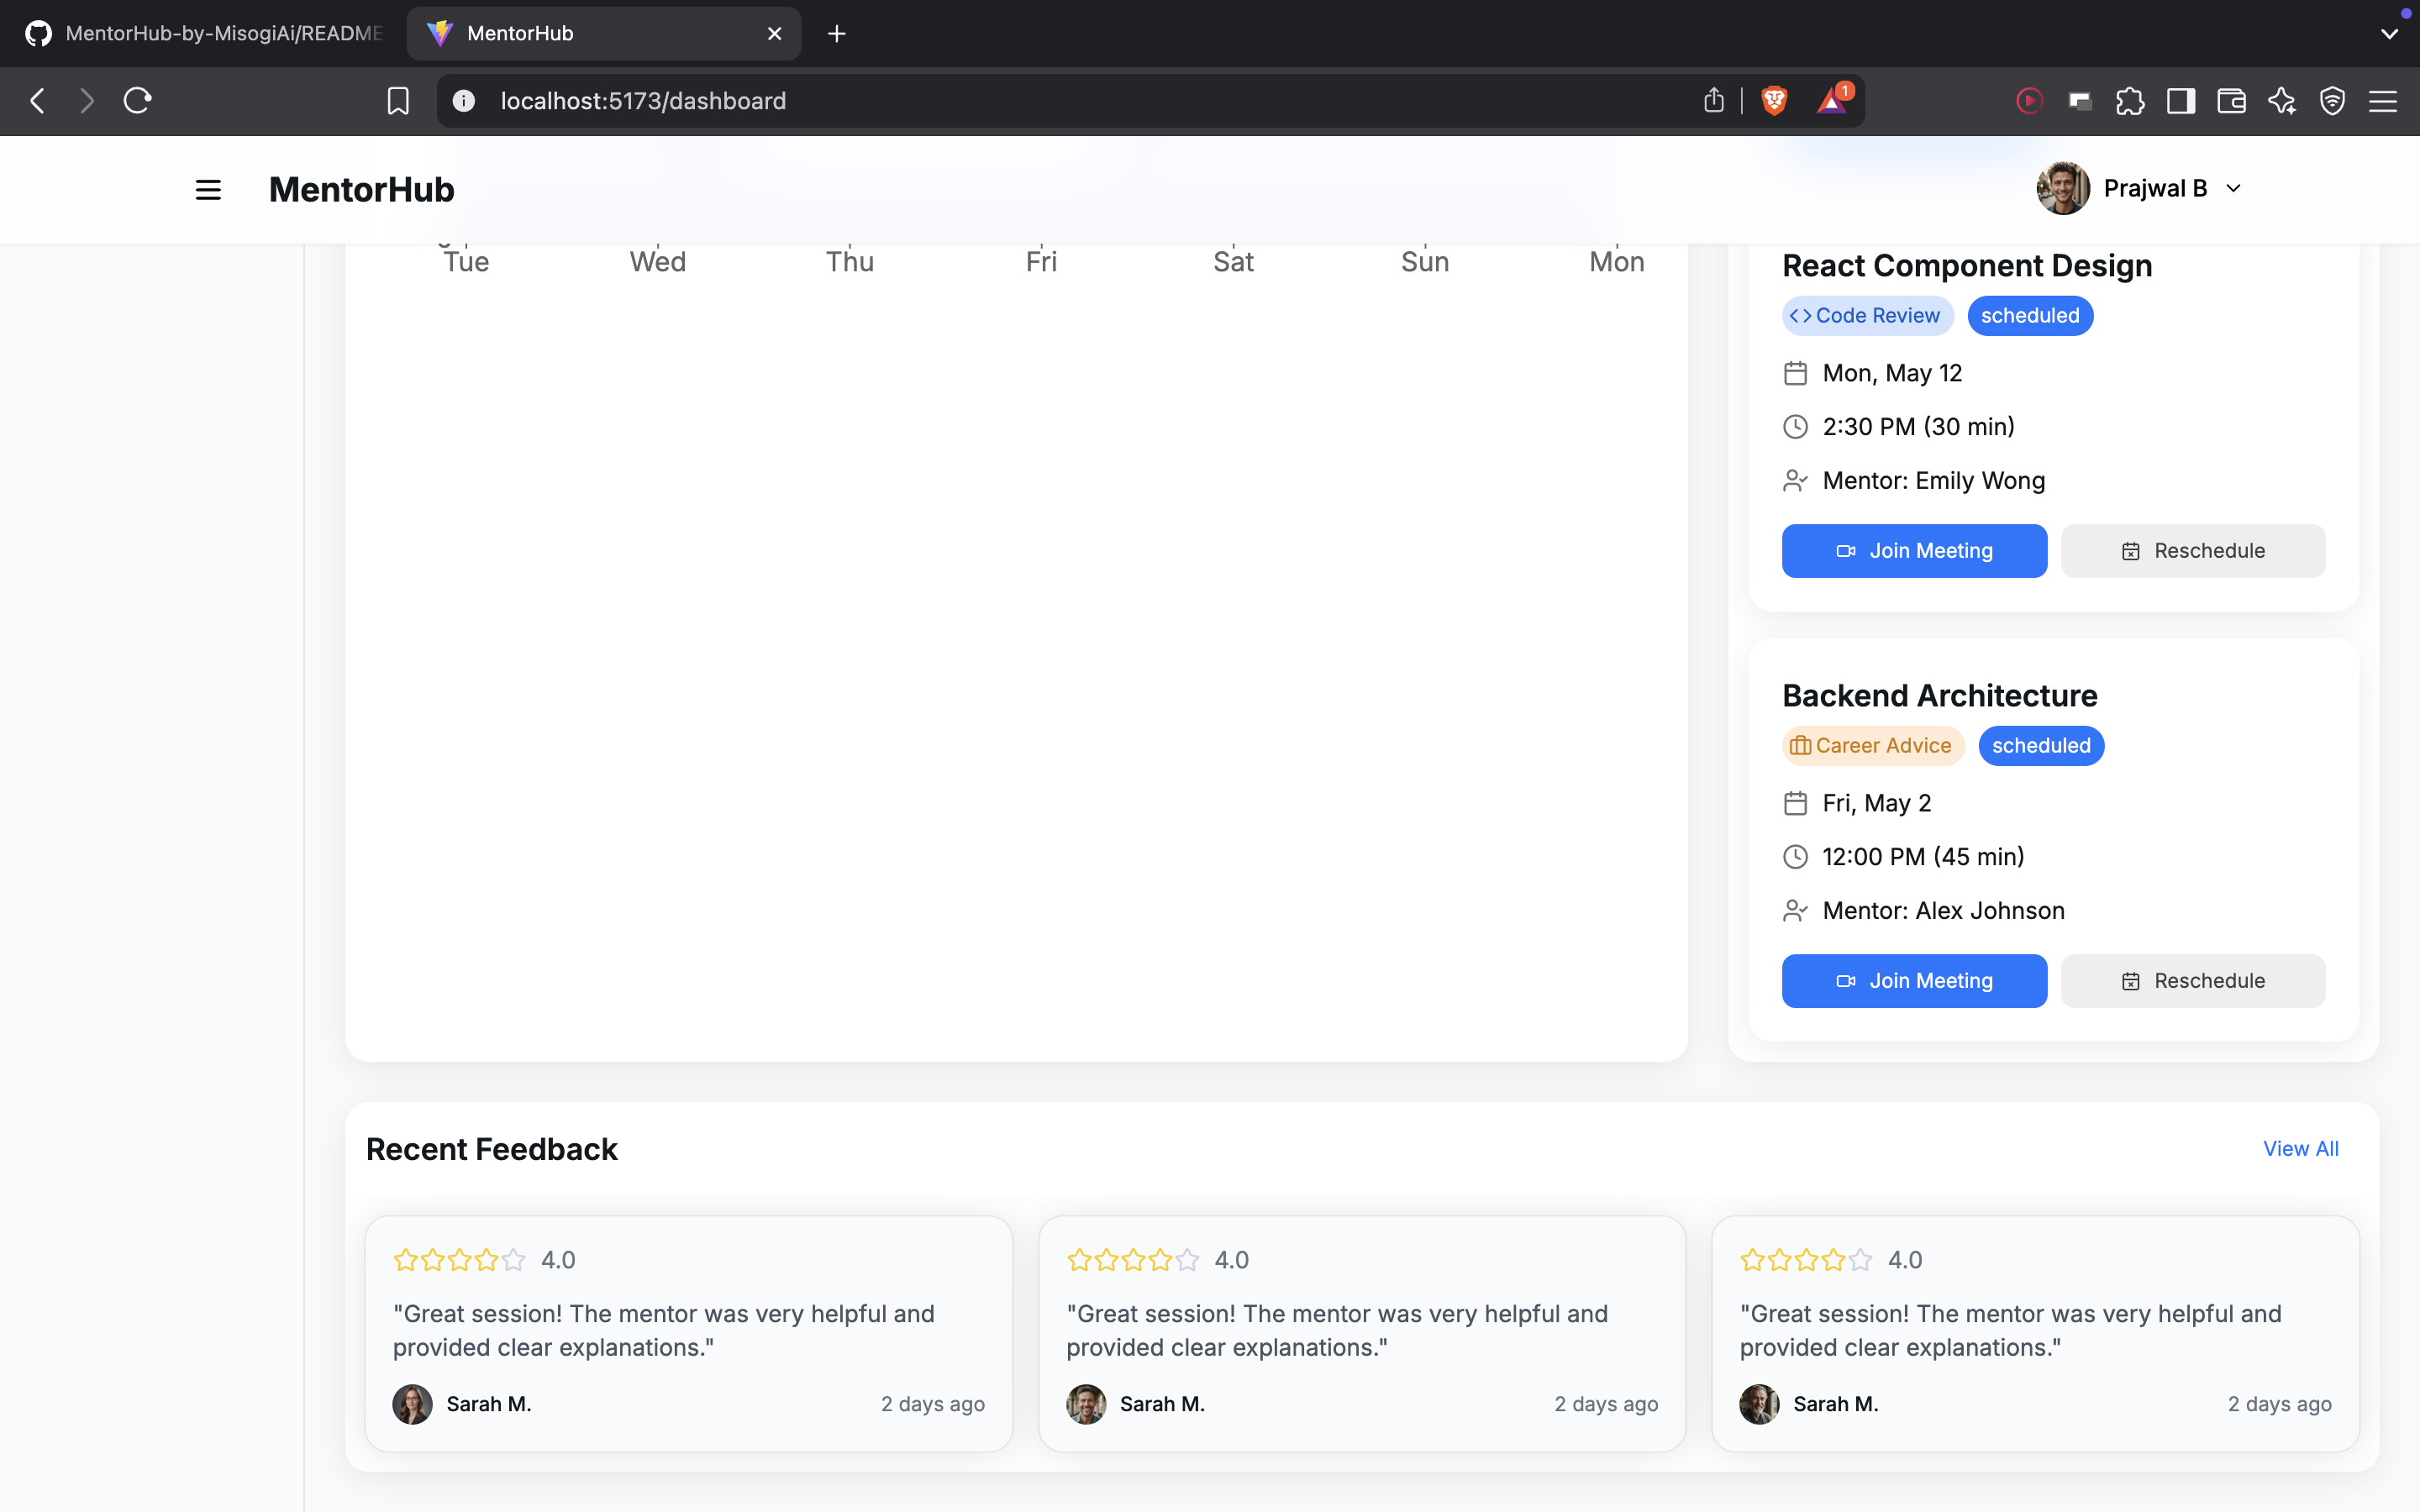 MentorHub-by-MisogiAi/README
MentorHub
localhost:5173/dashboard
1
MentorHub
Prajwal B
Tue Wed Thu Fri Sat Sun Mon
React Component Design
Code Review scheduled
Mon, May 12
2:30 PM (30 min)
Mentor: Emily Wong
Join Meeting Reschedule
Backend Architecture
Career Advice scheduled
Fri, May 2
12:00 PM (45 min)
Mentor: Alex Johnson
Join Meeting Reschedule
Recent Feedback
View All
4.0
"Great session! The mentor was very helpful and
provided clear explanations."
Sarah M. 2 days ago
4.0
"Great session! The mentor was very helpful and
provided clear explanations."
Sarah M. 2 days ago
4.0
"Great session! The mentor was very helpful and
provided clear explanations."
Sarah M. 2 days ago